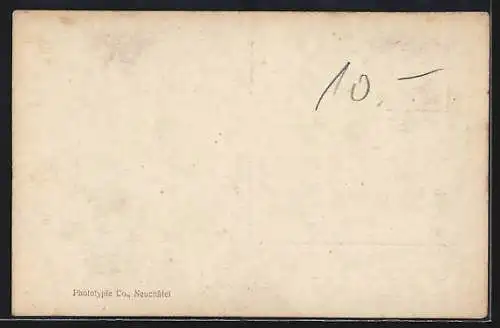 10.-
Phototypie Co., Neuchâtel